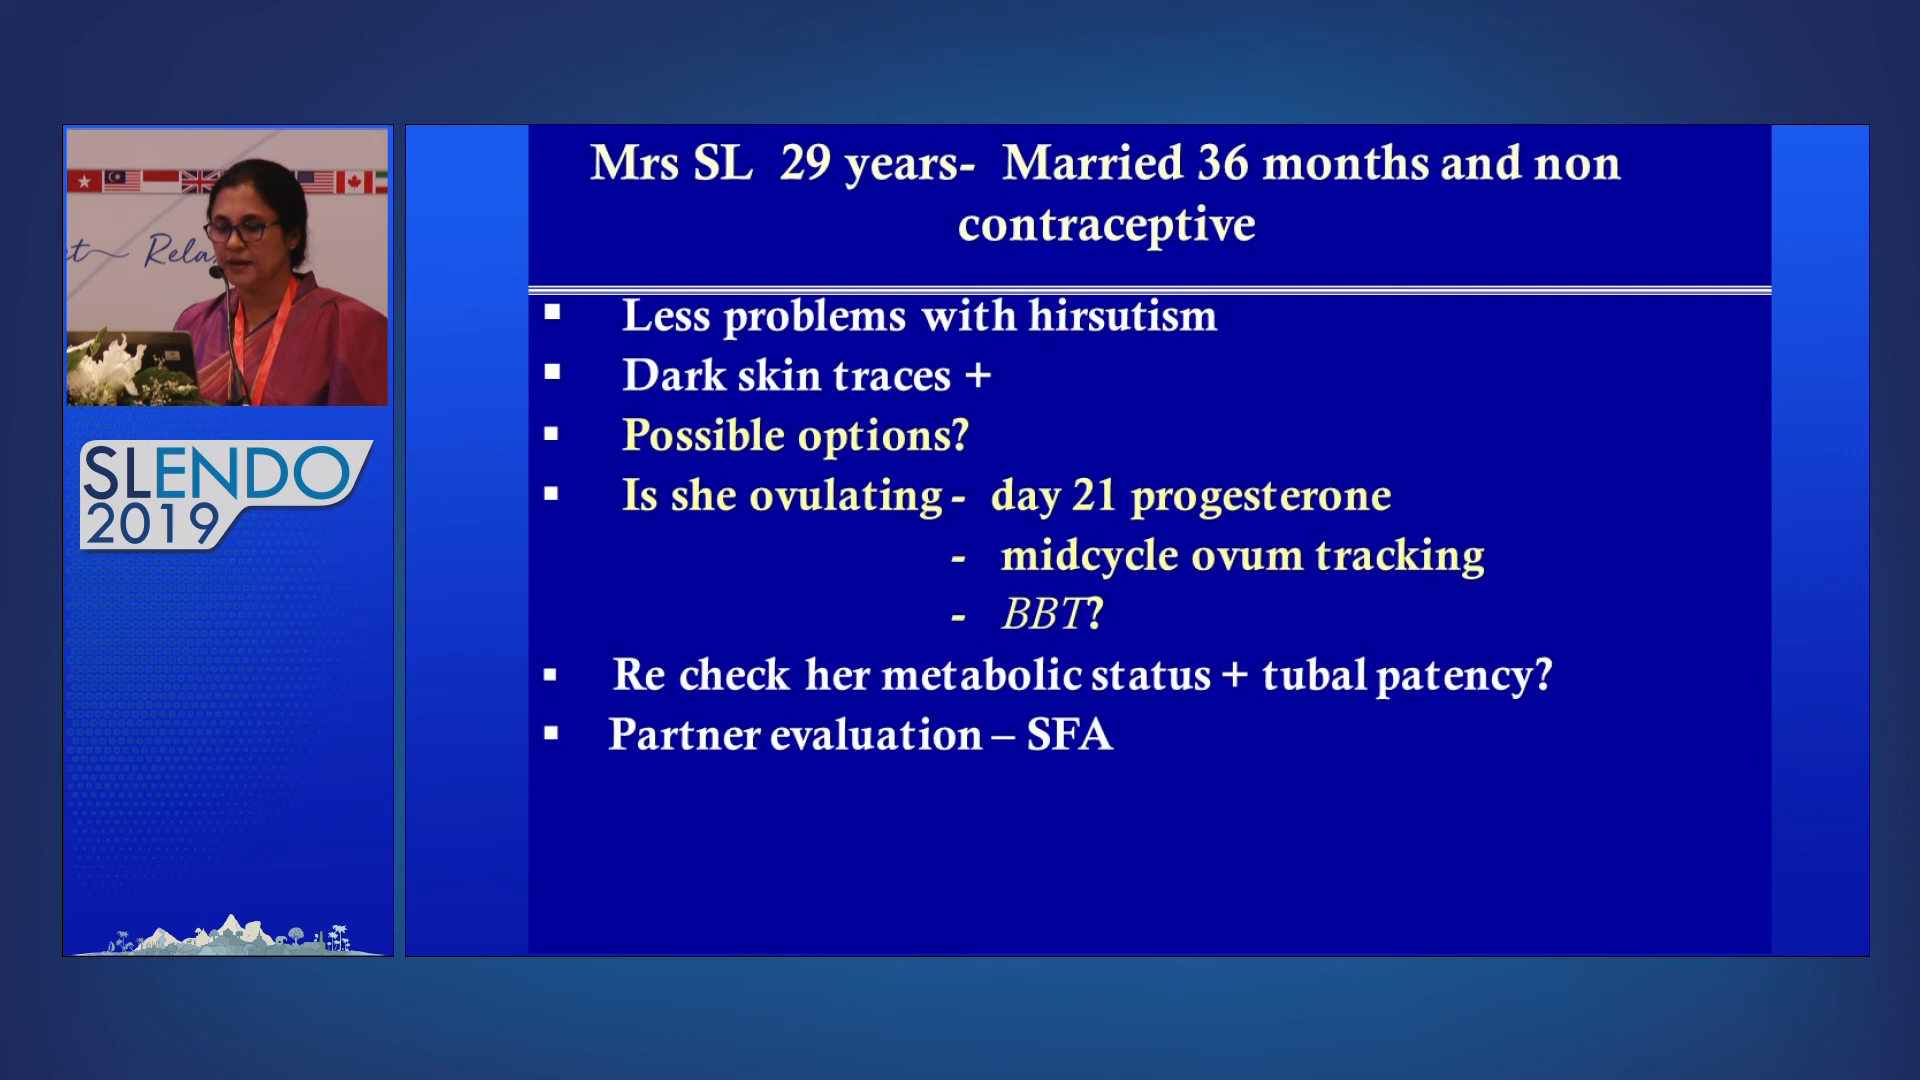 Mrs SL 29 years- Married 36 months and non
contraceptive
Less problems with hirsutism
Dark skin traces +
Possible options?
Is she ovulating - day 21 progesterone
- midcycle ovum tracking
- BBT?
Re check her metabolic status + tubal patency?
Partner evaluation – SFA
SLENDO
2019